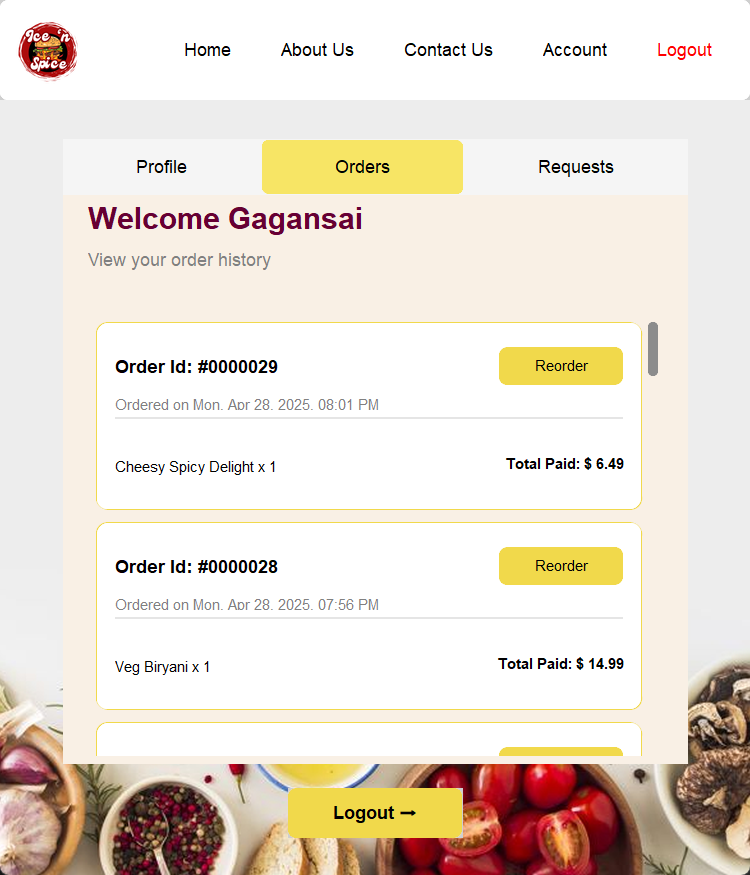 Ice 'n
Spice
Home
About Us
Contact Us
Account
Logout
Profile
Orders
Requests
Welcome Gagansai
View your order history
Order Id: #0000029
Reorder
Ordered on Mon, Apr 28, 2025, 08:01 PM
Cheesy Spicy Delight x 1
Total Paid: $ 6.49
Order Id: #0000028
Reorder
Ordered on Mon, Apr 28, 2025, 07:56 PM
Veg Biryani x 1
Total Paid: $ 14.99
Logout ➞